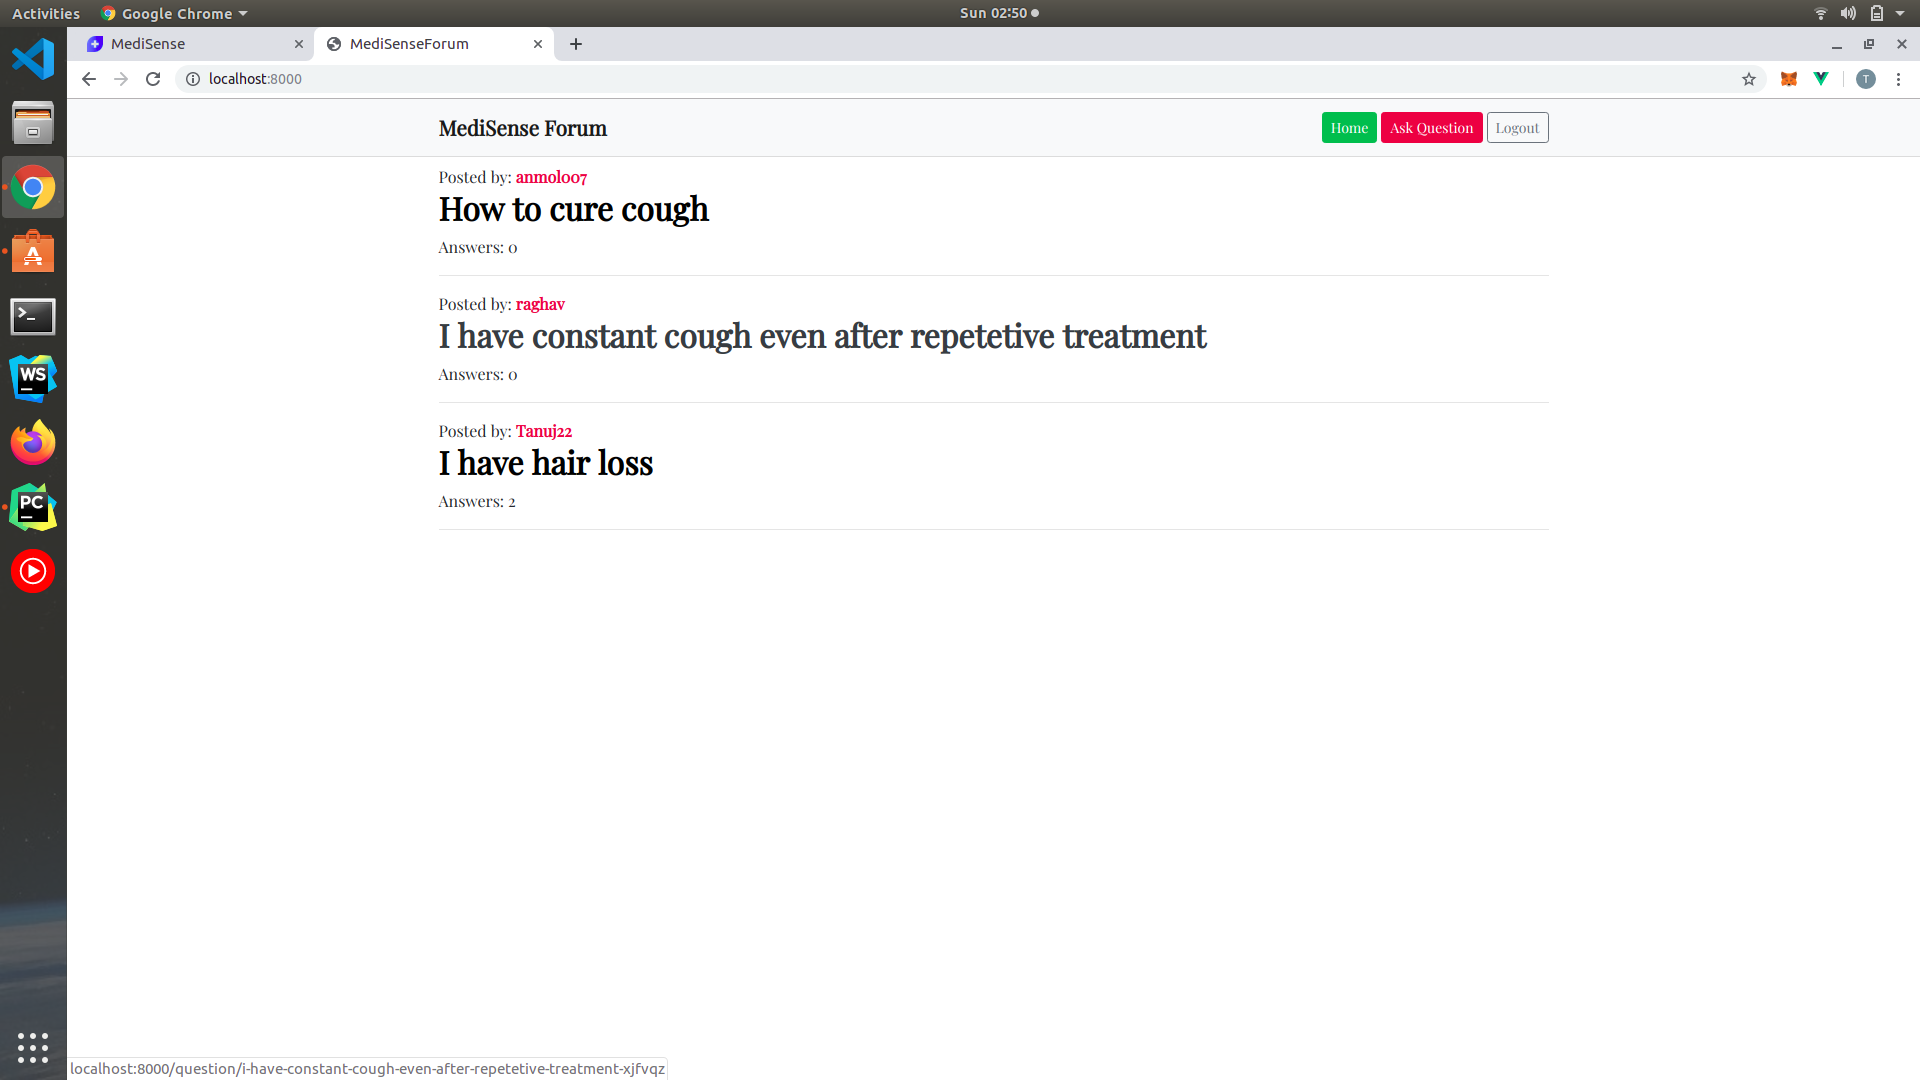 Activities
Google Chrome
Sun 02:50
MediSense
MediSenseForum
localhost:8000
T
MediSense Forum
Home
Ask Question
Logout
Posted by: anmol007
How to cure cough
Answers: 0
Posted by: raghav
I have constant cough even after repetetive treatment
Answers: 0
Posted by: Tanuj22
I have hair loss
Answers: 2
WS
PC
localhost:8000/question/i-have-constant-cough-even-after-repetetive-treatment-xjfvqz